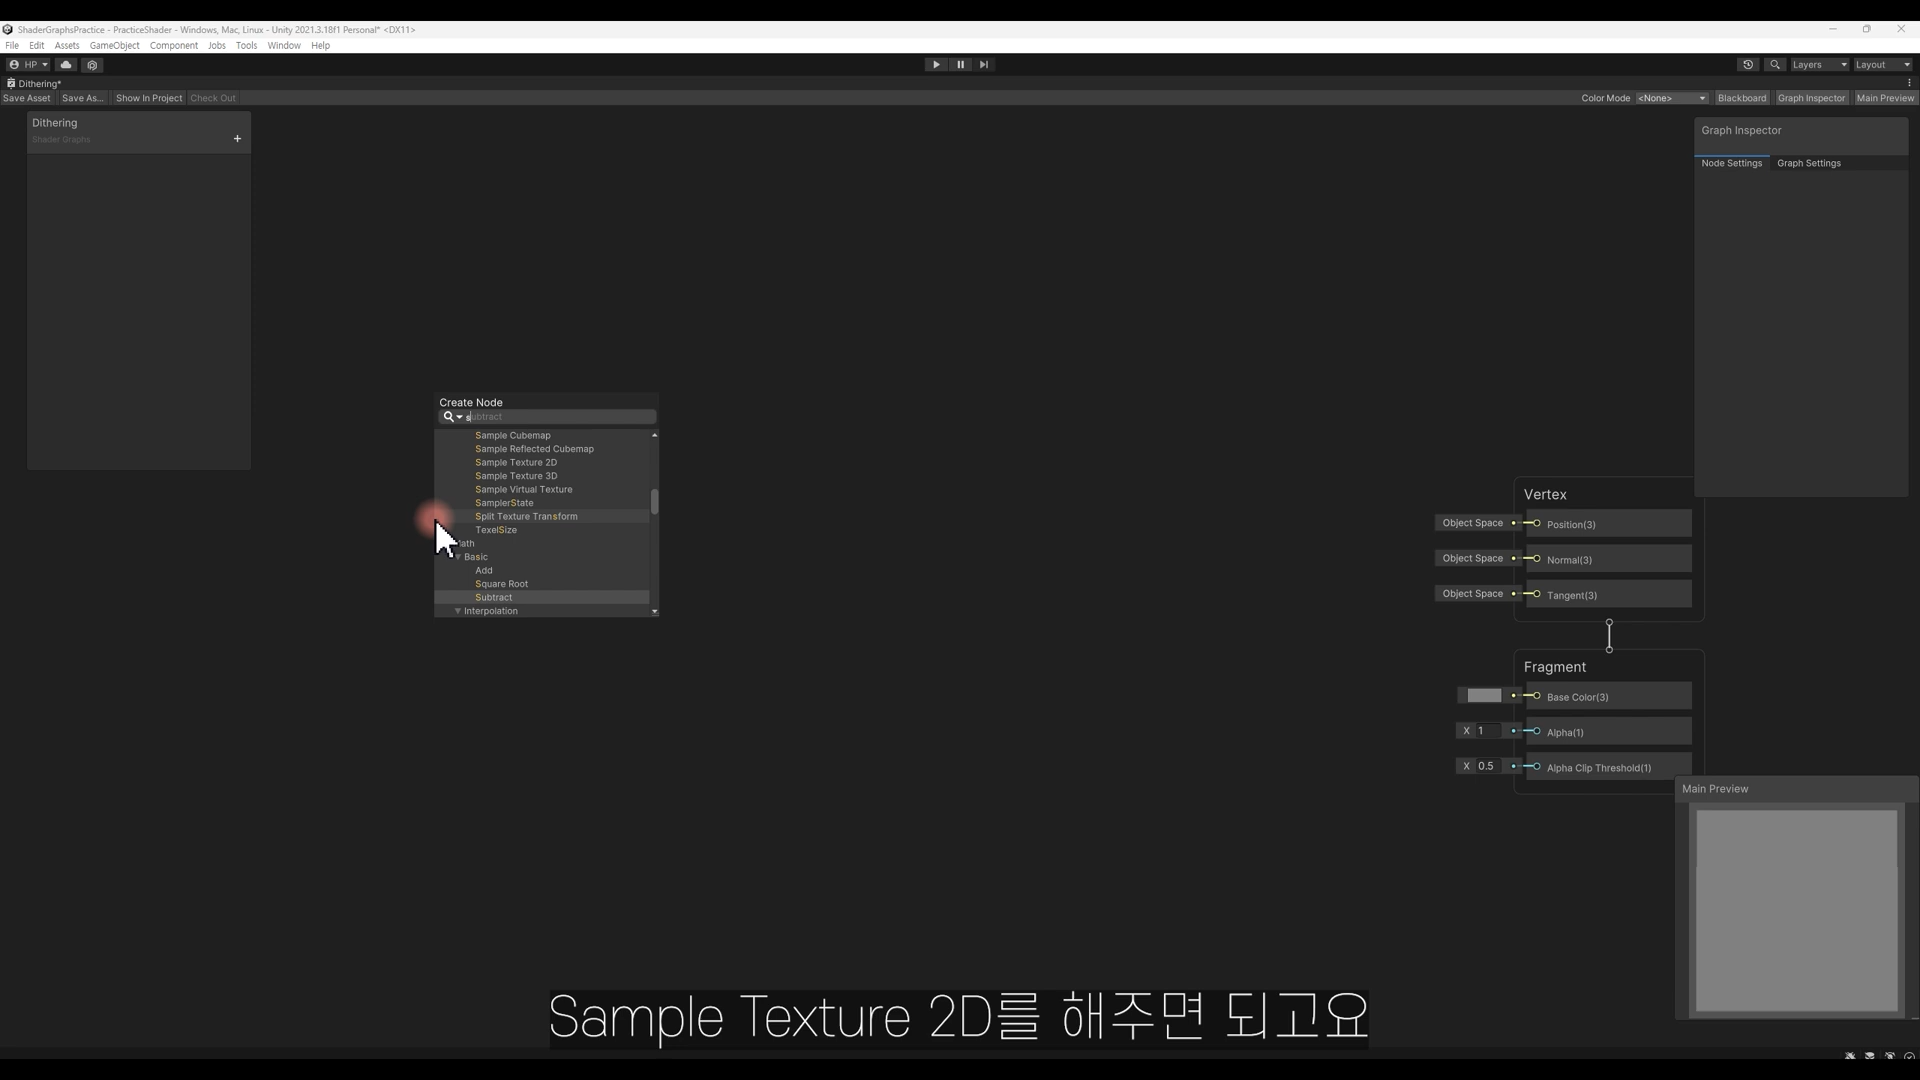 ShaderGraphsPractice - PracticeShader - Windows, Mac, Linux - Unity 2021.3.18f1 Personal* <DX11>
File Edit Assets GameObject Component Jobs Tools Window Help
HP
Layers
Layout
Dithering*
Save Asset Save As... Show In Project Check Out
Color Mode <None> Blackboard Graph Inspector Main Preview
Dithering
Shader Graphs
+
Graph Inspector
Node Settings Graph Settings
Create Node
subtract
Sample Cubemap
Sample Reflected Cubemap
Sample Texture 2D
Sample Texture 3D
Sample Virtual Texture
SamplerState
Split Texture Transform
TexelSize
ath
Basic
Add
Square Root
Subtract
Interpolation
Vertex
Object Space Position(3)
Object Space Normal(3)
Object Space Tangent(3)
Fragment
Base Color(3)
X 1 Alpha(1)
X 0.5 Alpha Clip Threshold(1)
Main Preview
Sample Texture 2D를 해주면 되고요